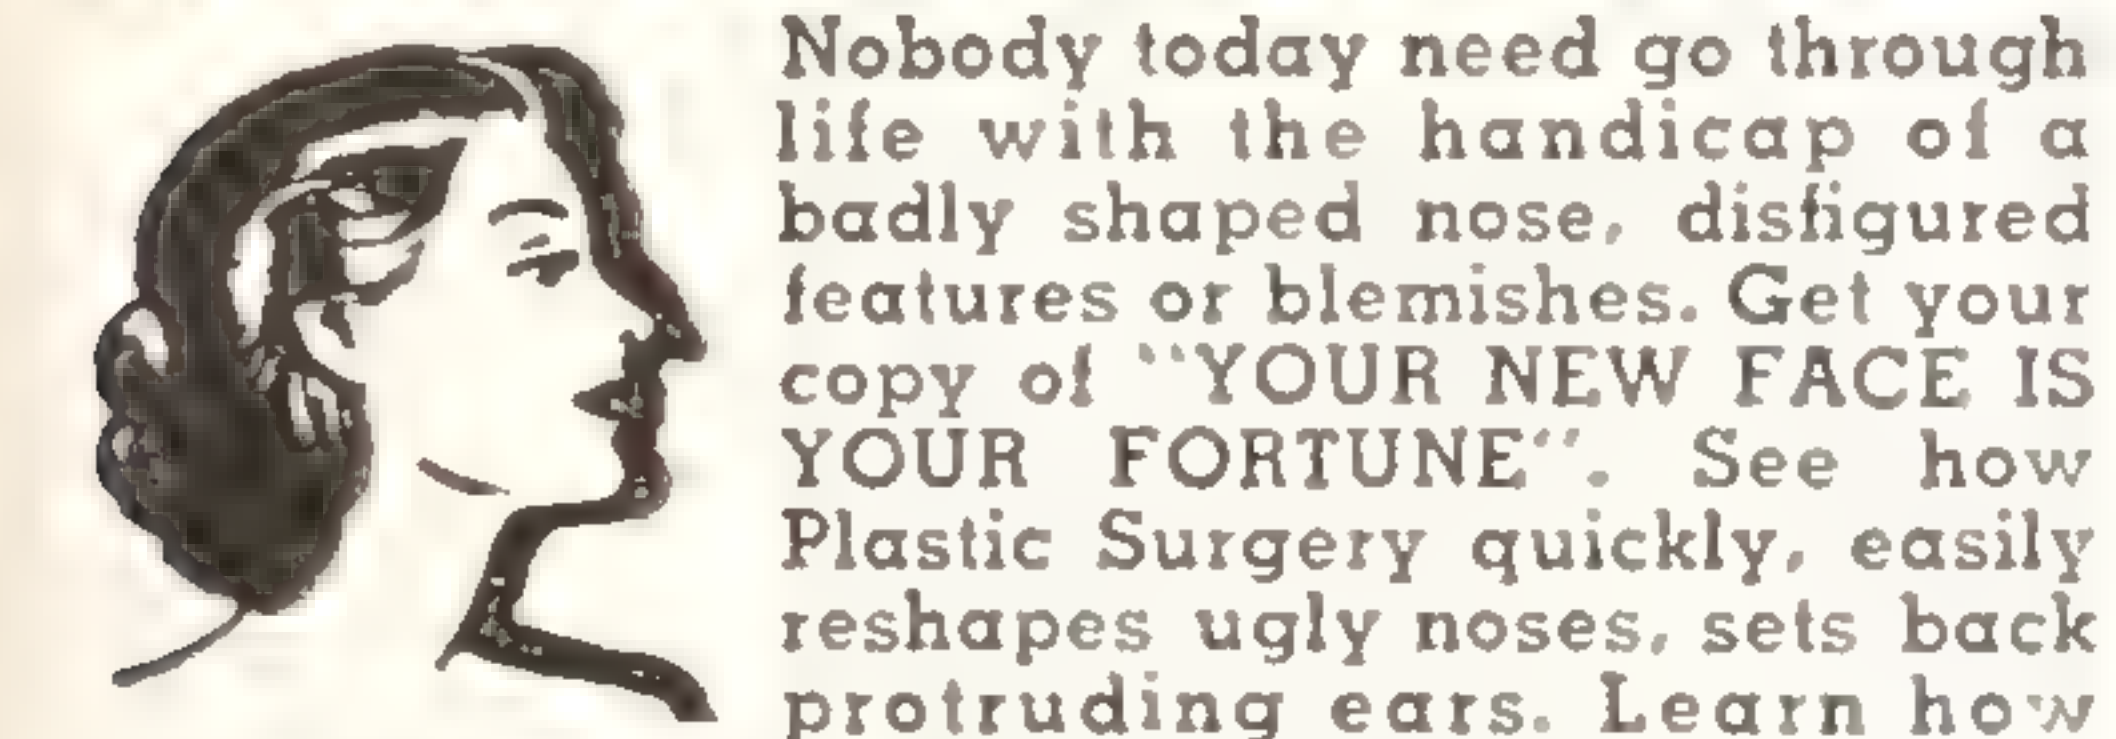 Nobody today need go through
life with the handicap of a
badly shaped nose, disfigured
features or blemishes. Get your
copy of "YOUR NEW FACE IS
YOUR FORTUNE". See how
Plastic Surgery quickly, easily
reshapes ugly noses, sets back
protruding ears. Learn how